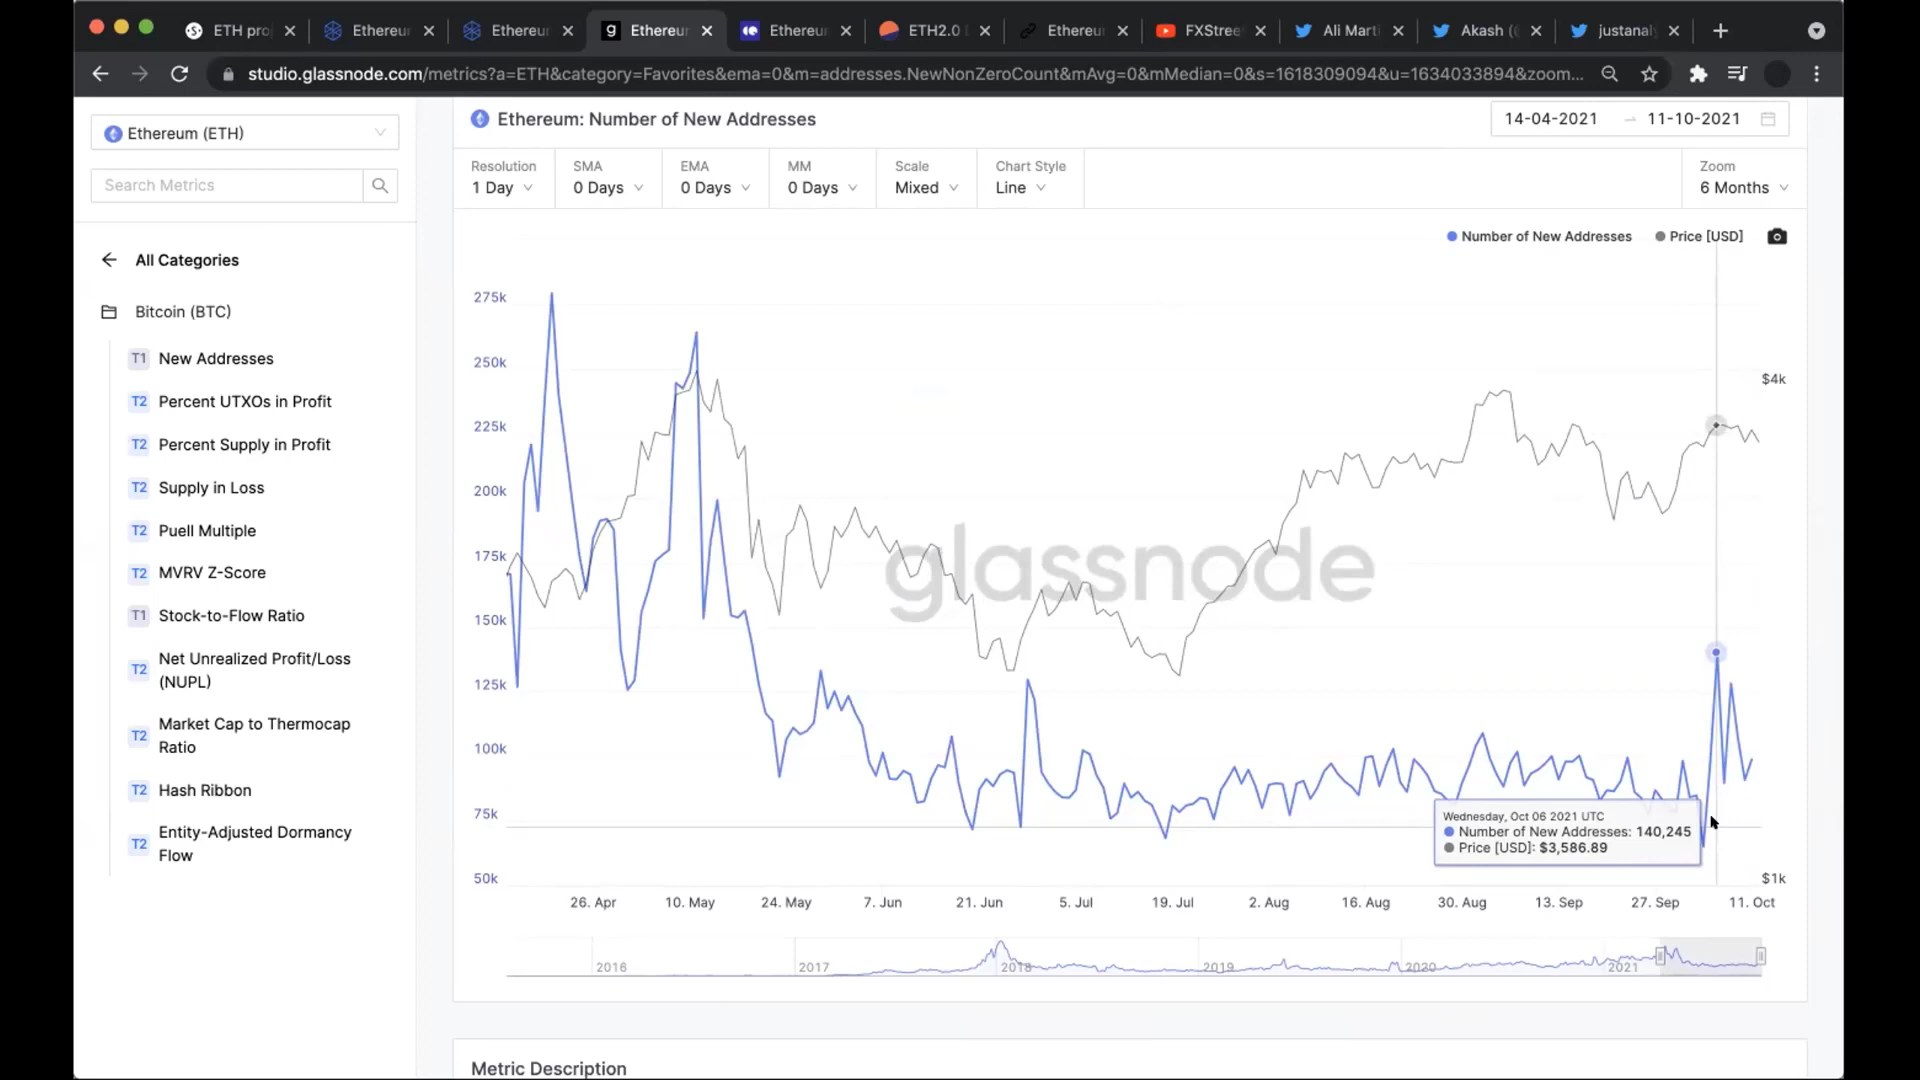 ETH pro
Ethereum
Ethereum
Ethereum
Ethereum
ETH2.0
Ethereu
FXStree
Ali Marti
Akash (
justanal
studio.glassnode.com/metrics?a=ETH&category=Favorites&ema=0&m=addresses.NewNonZeroCount&mAvg=0&mMedian=0&s=1618309094&u=1634033894&zoom...
Ethereum (ETH)
Search Metrics
All Categories
Bitcoin (BTC)
T1 New Addresses
T2 Percent UTXOs in Profit
T2 Percent Supply in Profit
T2 Supply in Loss
T2 Puell Multiple
T2 MVRV Z-Score
T1 Stock-to-Flow Ratio
T2 Net Unrealized Profit/Loss
(NUPL)
T2 Market Cap to Thermocap
Ratio
T2 Hash Ribbon
T2 Entity-Adjusted Dormancy
Flow
Ethereum: Number of New Addresses
14-04-2021 → 11-10-2021
Resolution SMA EMA MM Scale Chart Style Zoom
1 Day 0 Days 0 Days 0 Days Mixed Line 6 Months
Number of New Addresses Price [USD]
275k
250k
225k
200k
175k
150k
125k
100k
75k
50k
$4k
$1k
glassnode
Wednesday, Oct 06 2021 UTC
Number of New Addresses: 140,245
Price [USD]: $3,586.89
26. Apr 10. May 24. May 7. Jun 21. Jun 5. Jul 19. Jul 2. Aug 16. Aug 30. Aug 13. Sep 27. Sep 11. Oct
2016 2017 2018 2019 2020 2021
Metric Description